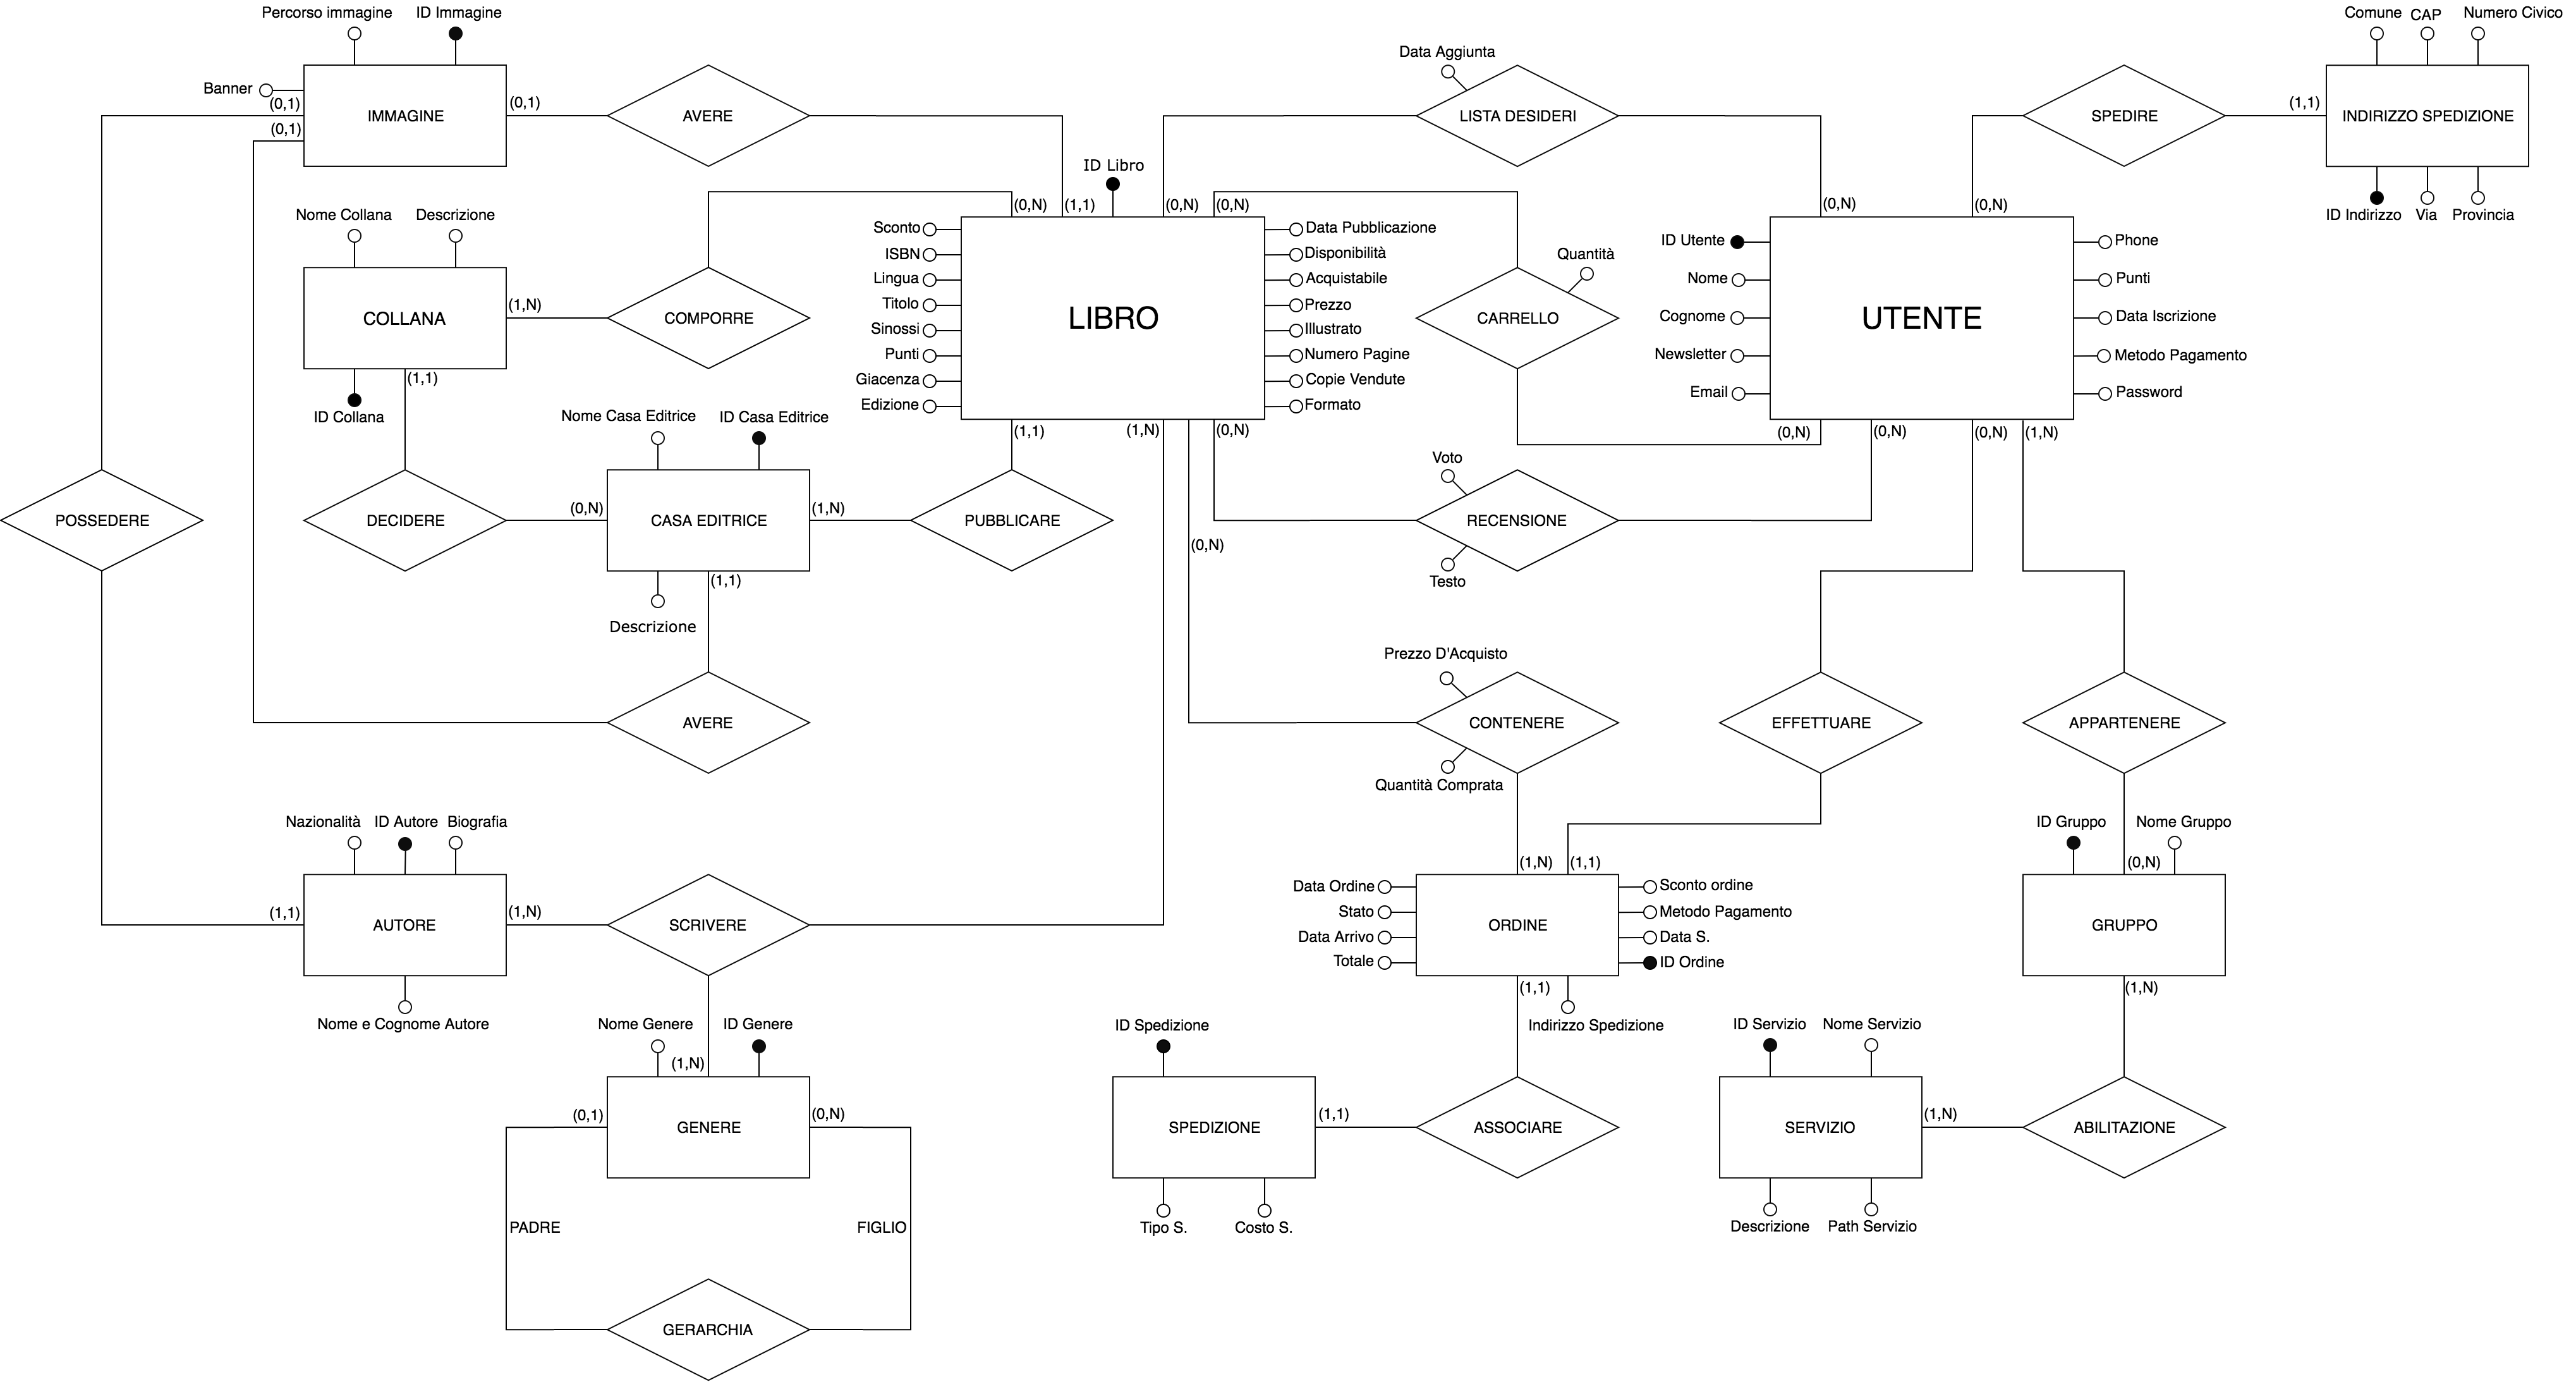 Percorso immagine
ID Immagine
Comune
CAP
Numero Civico
Data Aggiunta
Banner
(0,1)
(0,1)
IMMAGINE
(0,1)
AVERE
LISTA DESIDERI
SPEDIRE
(1,1)
INDIRIZZO SPEDIZIONE
ID Libro
(0,N)
(1,1)
(0,N)
(0,N)
(0,N)
(0,N)
ID Indirizzo
Via
Provincia
Nome Collana
Descrizione
Sconto
ISBN
Lingua
Titolo
Sinossi
Punti
Giacenza
Edizione
LIBRO
Data Pubblicazione
Disponibilità
Acquistabile
Prezzo
Illustrato
Numero Pagine
Copie Vendute
Formato
Quantità
CARRELLO
ID Utente
Nome
Cognome
Newsletter
Email
UTENTE
Phone
Punti
Data Iscrizione
Metodo Pagamento
Password
COLLANA
(1,N)
COMPORRE
(1,1)
ID Collana
Nome Casa Editrice
ID Casa Editrice
(1,1)
(1,N)
(0,N)
(0,N)
(0,N)
(0,N)
(1,N)
Voto
POSSEDERE
DECIDERE
(0,N)
CASA EDITRICE
(1,N)
PUBBLICARE
RECENSIONE
(0,N)
Testo
(1,1)
Descrizione
Prezzo D'Acquisto
AVERE
CONTENERE
EFFETTUARE
APPARTENERE
Quantità Comprata
Nazionalità
ID Autore
Biografia
ID Gruppo
Nome Gruppo
(1,N)
(1,1)
(0,N)
(1,1)
AUTORE
(1,N)
SCRIVERE
Data Ordine
Stato
Data Arrivo
Totale
ORDINE
Sconto ordine
Metodo Pagamento
Data S.
ID Ordine
GRUPPO
(1,1)
(1,N)
Nome e Cognome Autore
Nome Genere
ID Genere
ID Spedizione
Indirizzo Spedizione
ID Servizio
Nome Servizio
(1,N)
(0,1)
GENERE
(0,N)
SPEDIZIONE
(1,1)
ASSOCIARE
SERVIZIO
(1,N)
ABILITAZIONE
PADRE
FIGLIO
Tipo S.
Costo S.
Descrizione
Path Servizio
GERARCHIA